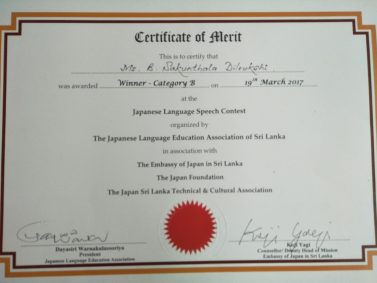 Certificate of Merit
This is to certify that
Ms. B. Sakunthala Dilrukshi.
was awarded Winner - Category B on 19th March 2017
at the
Japanese Language Speech Contest
organized by
The Japanese Language Education Association of Sri Lanka
in association with
The Embassy of Japan in Sri Lanka
The Japan Foundation
The Japan Sri Lanka Technical & Cultural Association
Dayasiri Warnakulasooriya
President
Japanese Language Education Association
Koji Yagi
Counsellor/ Deputy Head of Mission
Embassy of Japan in Sri Lanka